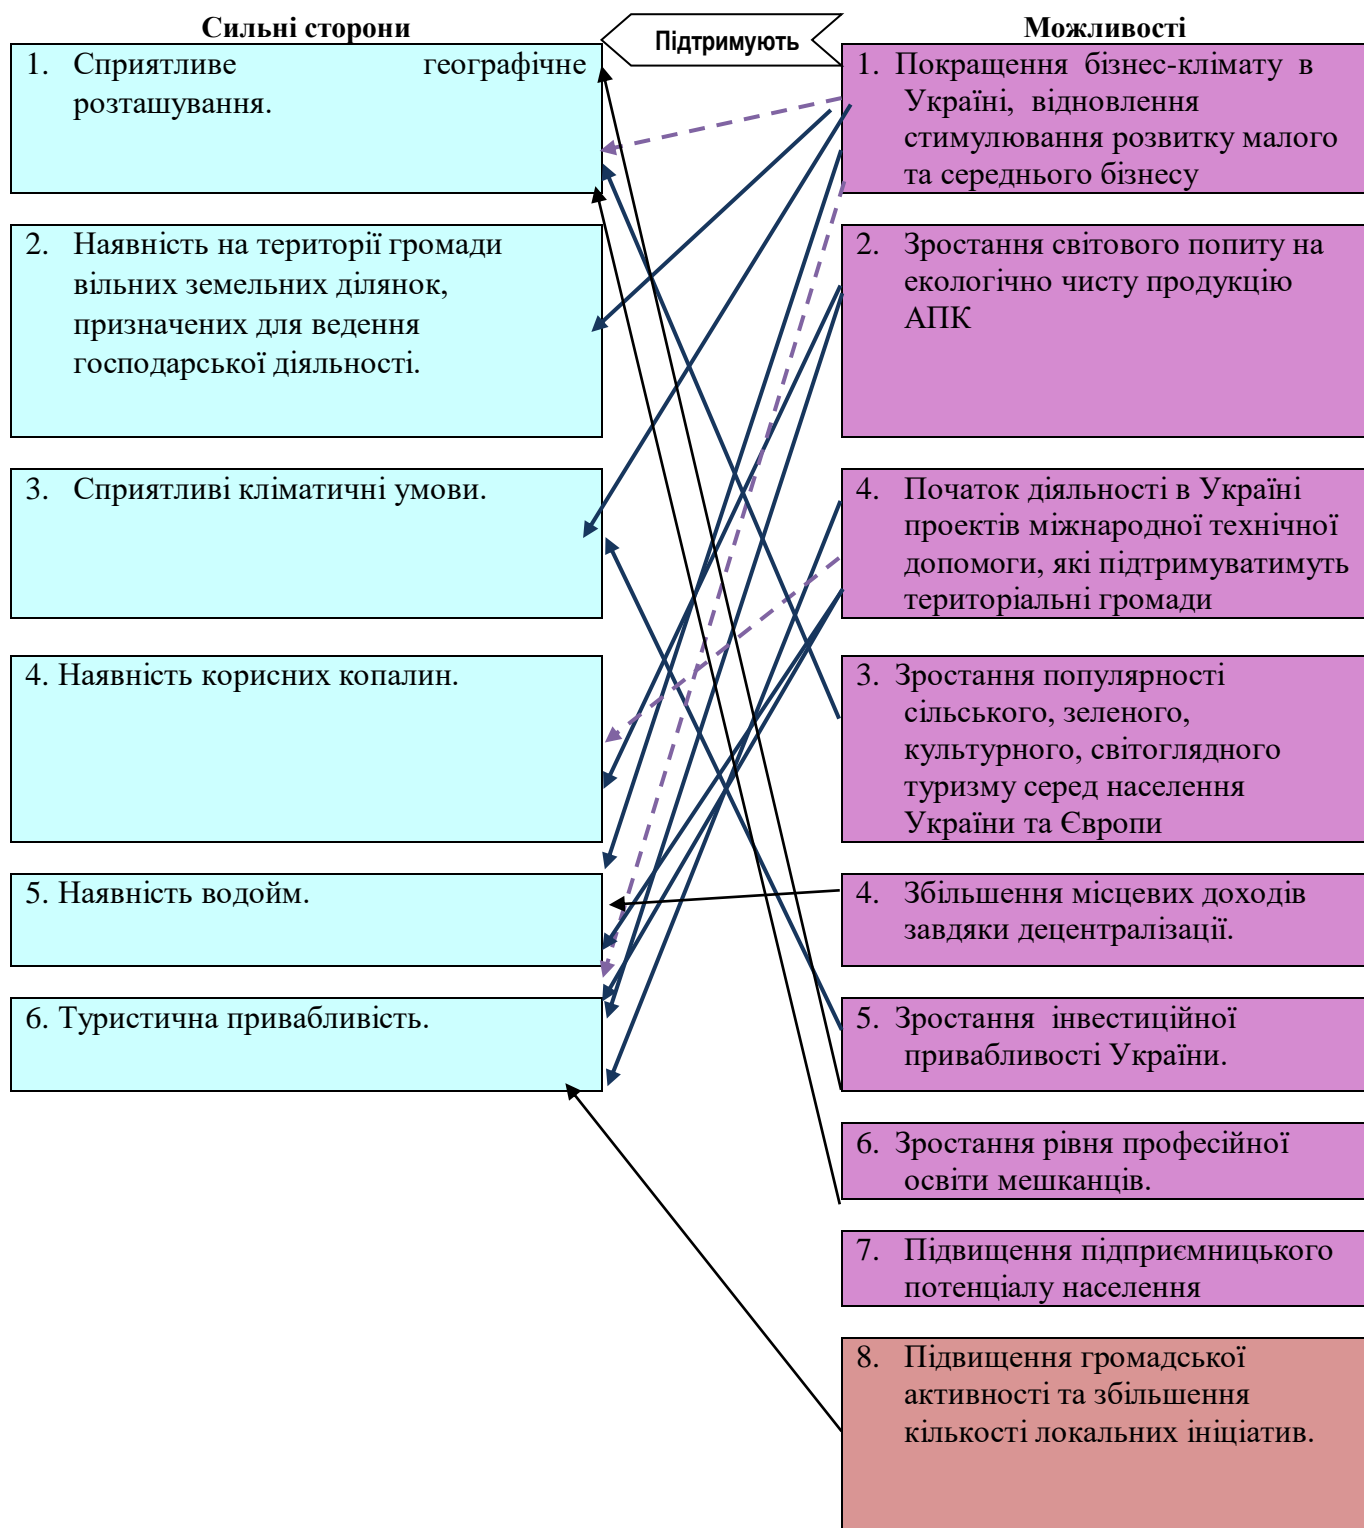 Сильні сторони
Підтримують
Можливості
1. Сприятливе географічне
розташування.
2. Наявність на території громади
вільних земельних ділянок,
призначених для ведення
господарської діяльності.
3. Сприятливі кліматичні умови.
4. Наявність корисних копалин.
5. Наявність водойм.
6. Туристична привабливість.
1. Покращення бізнес-клімату в
Україні, відновлення
стимулювання розвитку малого
та середнього бізнесу
2. Зростання світового попиту на
екологічно чисту продукцію
АПК
4. Початок діяльності в Україні
проектів міжнародної технічної
допомоги, які підтримуватимуть
територіальні громади
3. Зростання популярності
сільського, зеленого,
культурного, світоглядного
туризму серед населення
України та Європи
4. Збільшення місцевих доходів
завдяки децентралізації.
5. Зростання інвестиційної
привабливості України.
6. Зростання рівня професійної
освіти мешканців.
7. Підвищення підприємницького
потенціалу населення
8. Підвищення громадської
активності та збільшення
кількості локальних ініціатив.